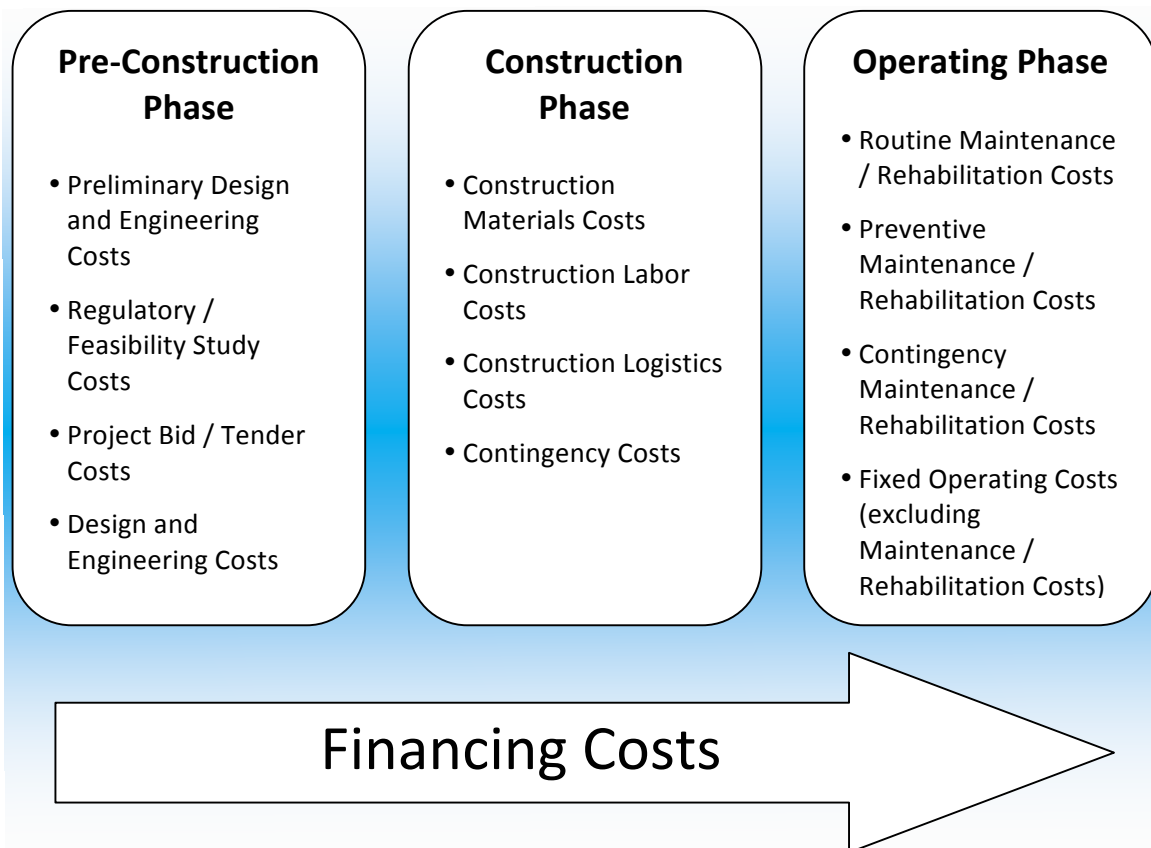 Pre-Construction
Phase
• Preliminary Design
and Engineering
Costs
• Regulatory /
Feasibility Study
Costs
• Project Bid / Tender
Costs
• Design and
Engineering Costs
Construction
Phase
• Construction
Materials Costs
• Construction Labor
Costs
• Construction Logistics
Costs
• Contingency Costs
Operating Phase
• Routine Maintenance
/ Rehabilitation Costs
• Preventive
Maintenance /
Rehabilitation Costs
• Contingency
Maintenance /
Rehabilitation Costs
• Fixed Operating Costs
(excluding
Maintenance /
Rehabilitation Costs)
Financing Costs